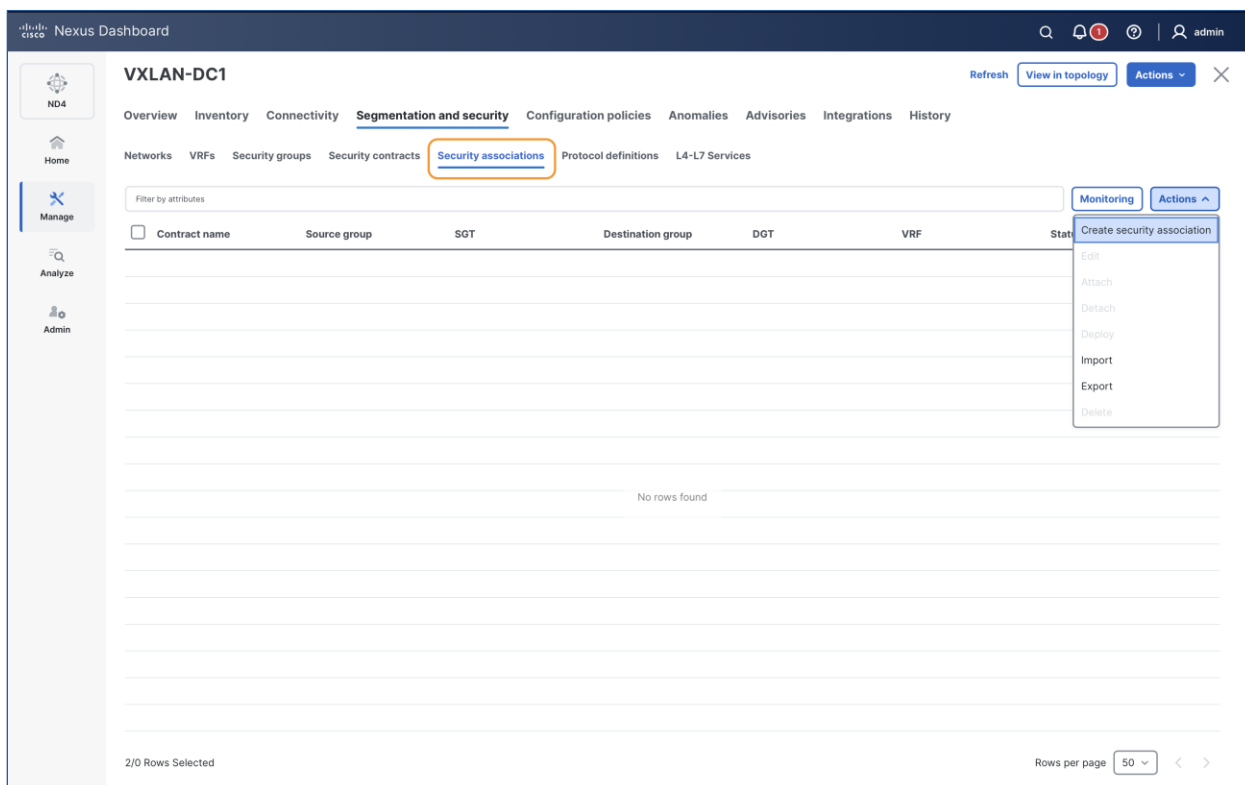 cisco Nexus Dashboard
1
admin
ND4
Home
Manage
Analyze
Admin
VXLAN-DC1
Refresh View in topology Actions
Overview Inventory Connectivity Segmentation and security Configuration policies Anomalies Advisories Integrations History
Networks VRFs Security groups Security contracts Security associations Protocol definitions L4-L7 Services
Filter by attributes
Monitoring Actions
Contract name Source group SGT Destination group DGT VRF
Create security association
Edit
Attach
Detach
Deploy
Import
Export
Delete
No rows found
2/0 Rows Selected
Rows per page 50